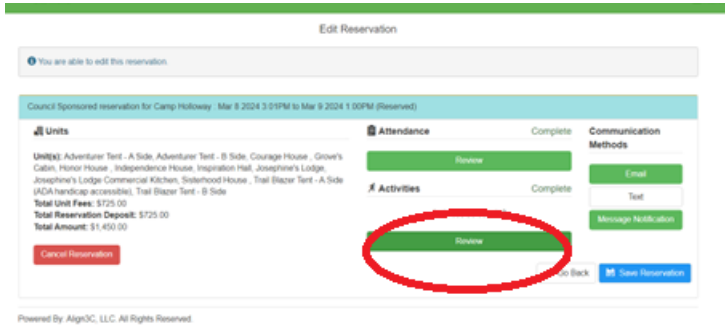 Edit Reservation
You are able to edit this reservation.
Council Sponsored reservation for Camp Holloway : Mar 8 2024 3:01PM to Mar 9 2024 1:00PM (Reserved)
Units
Unit(s): Adventurer Tent - A Side, Adventurer Tent - B Side, Courage House , Grove's
Cabin, Honor House , Independence House, Inspiration Hall, Josephine's Lodge,
Josephine's Lodge Commercial Kitchen, Sisterhood House , Trail Blazer Tent - A Side
(ADA handicap accessible), Trail Blazer Tent - B Side
Total Unit Fees: $725.00
Total Reservation Deposit: $725.00
Total Amount: $1,450.00
Cancel Reservation
Attendance Complete
Review
Activities Complete
Review
Communication
Methods
Email
Text
Message Notification
Go Back
Save Reservation
Powered By: Align3C, LLC. All Rights Reserved.